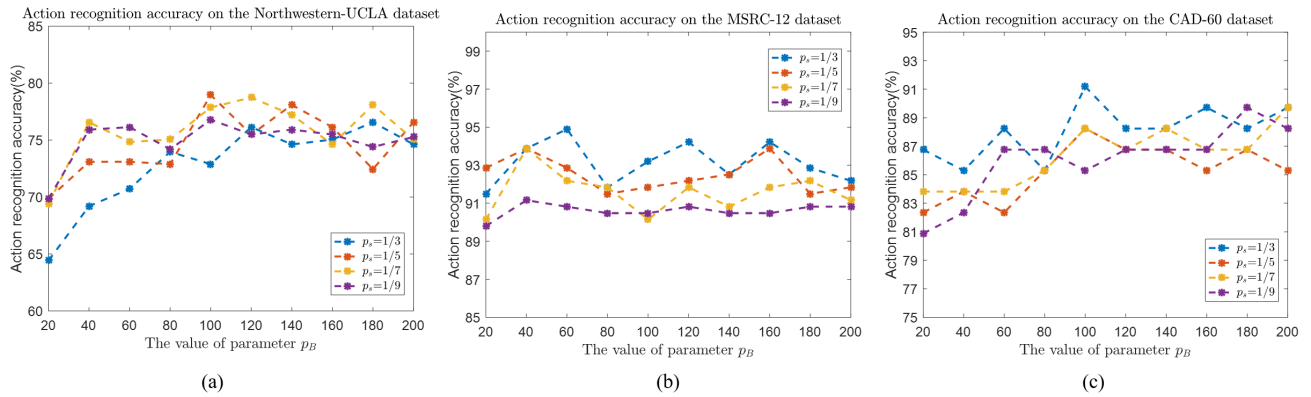 Action recognition accuracy on the Northwestern-UCLA dataset
Action recognition accuracy(%)
85
80
75
70
65
60
p_s=1/3
p_s=1/5
p_s=1/7
p_s=1/9
20 40 60 80 100 120 140 160 180 200
The value of parameter p_B
(a)
Action recognition accuracy on the MSRC-12 dataset
Action recognition accuracy(%)
99
97
95
93
91
89
87
85
p_s=1/3
p_s=1/5
p_s=1/7
p_s=1/9
20 40 60 80 100 120 140 160 180 200
The value of parameter p_B
(b)
Action recognition accuracy on the CAD-60 dataset
Action recognition accuracy(%)
95
93
91
89
87
85
83
81
79
77
75
p_s=1/3
p_s=1/5
p_s=1/7
p_s=1/9
20 40 60 80 100 120 140 160 180 200
The value of parameter p_B
(c)